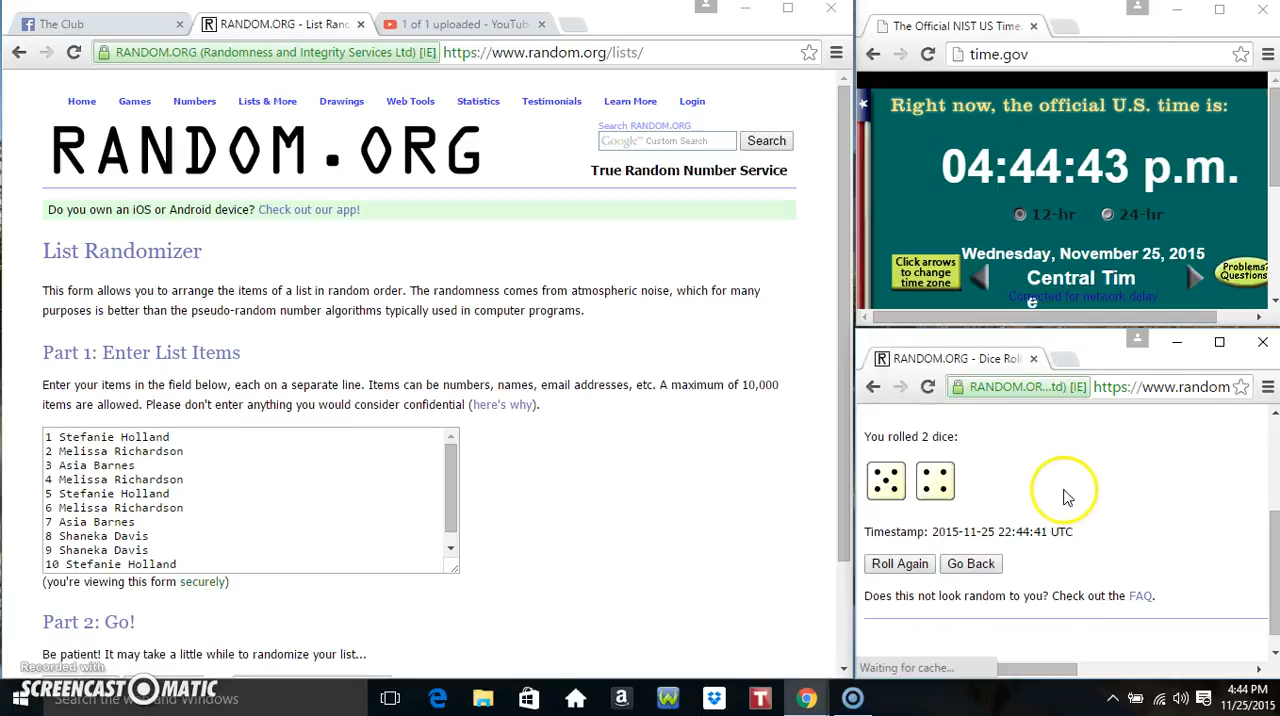 The Club
RANDOM.ORG - List Ran
1 of 1 uploaded - YouTub
RANDOM.ORG (Randomness and Integrity Services Ltd) [IE] https://www.random.org/lists/
Home Games Numbers Lists & More Drawings Web Tools Statistics Testimonials Learn More Login
RANDOM.ORG
Search RANDOM.ORG
Google™ Custom Search Search
True Random Number Service
Do you own an iOS or Android device? Check out our app!
List Randomizer
This form allows you to arrange the items of a list in random order. The randomness comes from atmospheric noise, which for many
purposes is better than the pseudo-random number algorithms typically used in computer programs.
Part 1: Enter List Items
Enter your items in the field below, each on a separate line. Items can be numbers, names, email addresses, etc. A maximum of 10,000
items are allowed. Please don't enter anything you would consider confidential (here's why).
1 Stefanie Holland
2 Melissa Richardson
3 Asia Barnes
4 Melissa Richardson
5 Stefanie Holland
6 Melissa Richardson
7 Asia Barnes
8 Shaneka Davis
9 Shaneka Davis
10 Stefanie Holland
(you're viewing this form securely)
Part 2: Go!
Be patient! It may take a little while to randomize your list...
Recorded with
SCREENCAST MATIC
Search the web and Windows
The Official NIST US Time:
time.gov
Right now, the official U.S. time is:
04:44:43 p.m.
12-hr 24-hr
Wednesday, November 25, 2015
Click arrows
to change
time zone
Central Tim
e
Corrected for network delay
Problems?
Questions?
RANDOM.ORG - Dice Roll
RANDOM.OR...td) [IE] https://www.random
You rolled 2 dice:
Timestamp: 2015-11-25 22:44:41 UTC
Roll Again Go Back
Does this not look random to you? Check out the FAQ.
Waiting for cache...
4:44 PM
11/25/2015